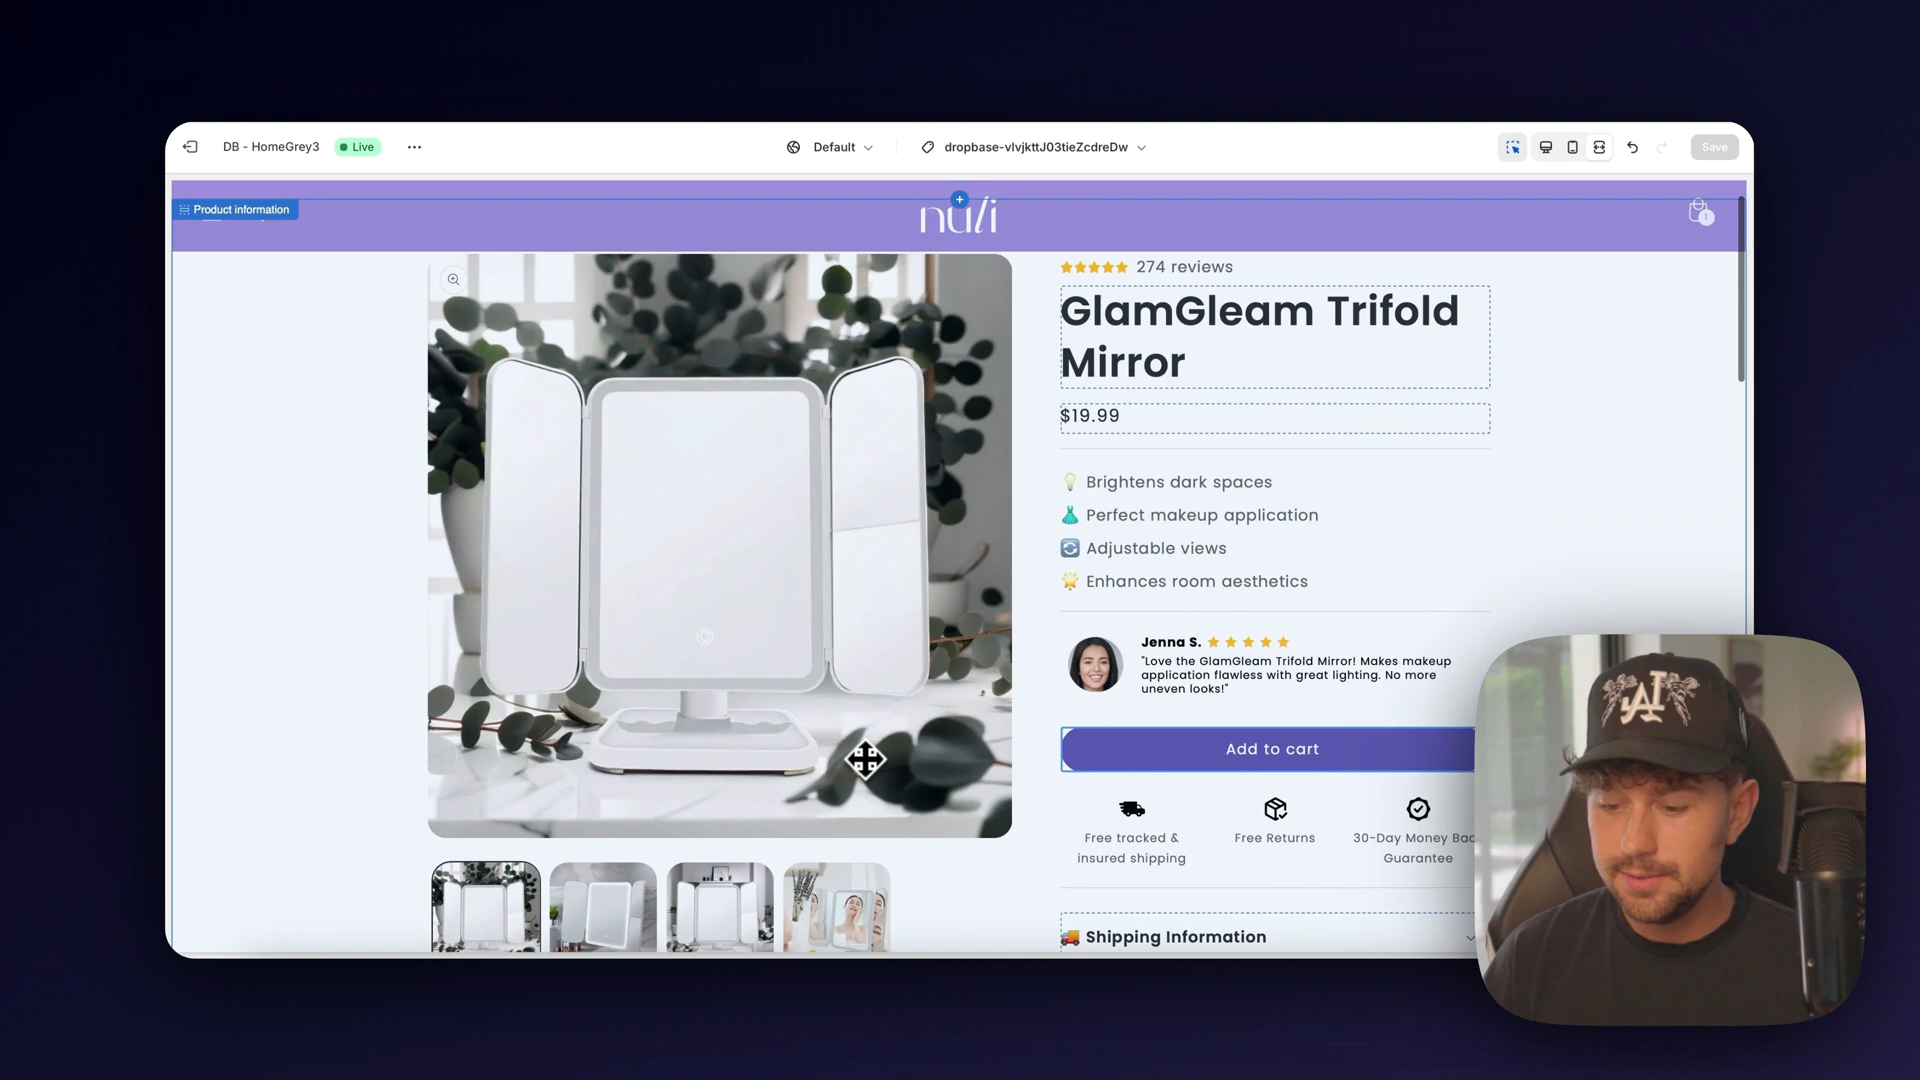 DB - HomeGrey3
Live
Default
dropbase-vlvjkttJ03tieZcdreDw
Save
Product information
nuli
1
274 reviews
GlamGleam Trifold
Mirror
$19.99
Brightens dark spaces
Perfect makeup application
Adjustable views
Enhances room aesthetics
Jenna S.
"Love the GlamGleam Trifold Mirror! Makes makeup
application flawless with great lighting. No more
uneven looks!"
Add to cart
Free tracked &
insured shipping
Free Returns
30-Day Money Bac
Guarantee
Shipping Information